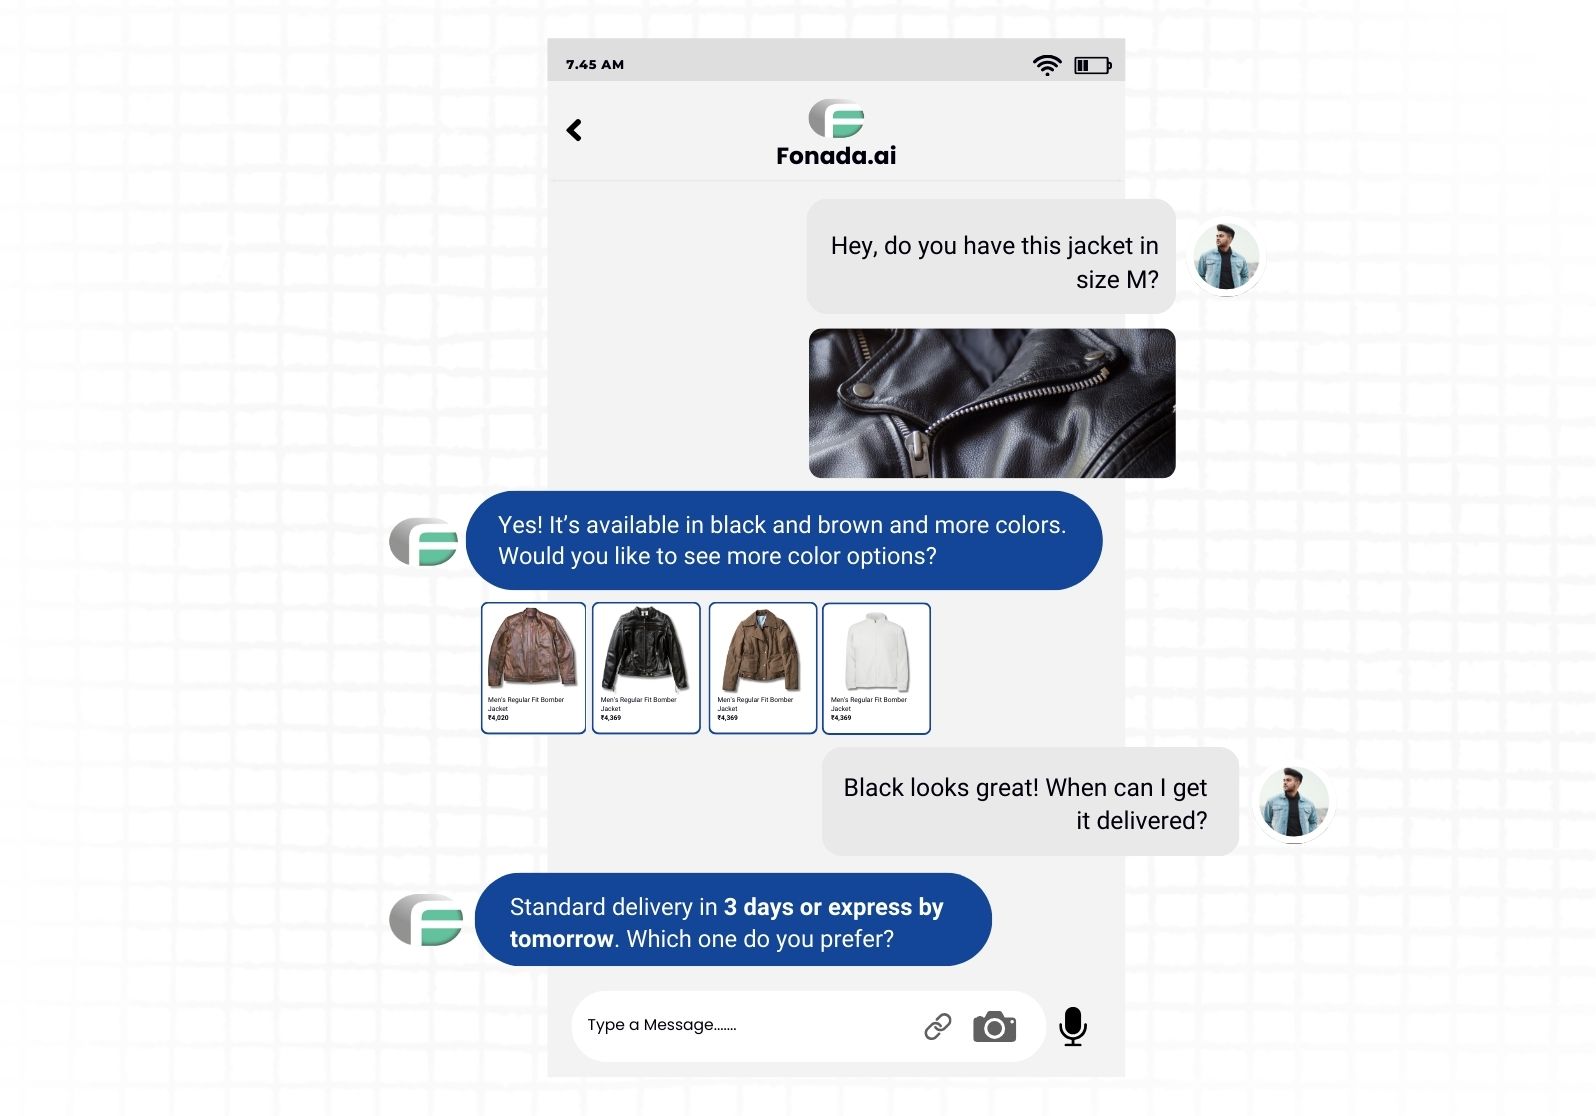 7.45 AM
Fonada.ai
Hey, do you have this jacket in
size M?
Yes! It’s available in black and brown and more colors.
Would you like to see more color options?
Men's Regular Fit Bomber
Jacket
₹4,020
Men's Regular Fit Bomber
Jacket
₹4,369
Men's Regular Fit Bomber
Jacket
₹4,369
Men's Regular Fit Bomber
Jacket
₹4,369
Black looks great! When can I get
it delivered?
Standard delivery in 3 days or express by
tomorrow. Which one do you prefer?
Type a Message.......